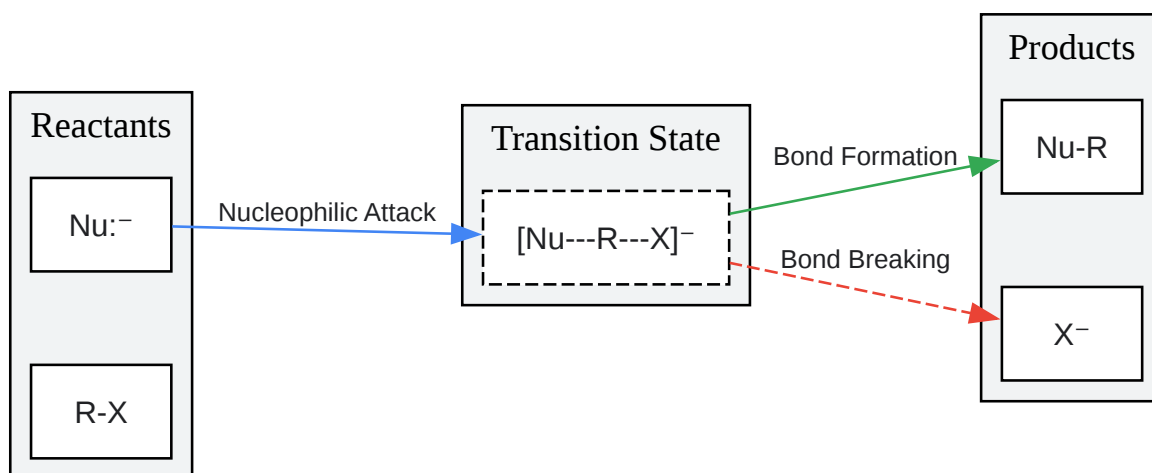 Reactants
Nu:⁻
R-X
Nucleophilic Attack
Transition State
[Nu---R---X]⁻
Bond Formation
Bond Breaking
Products
Nu-R
X⁻